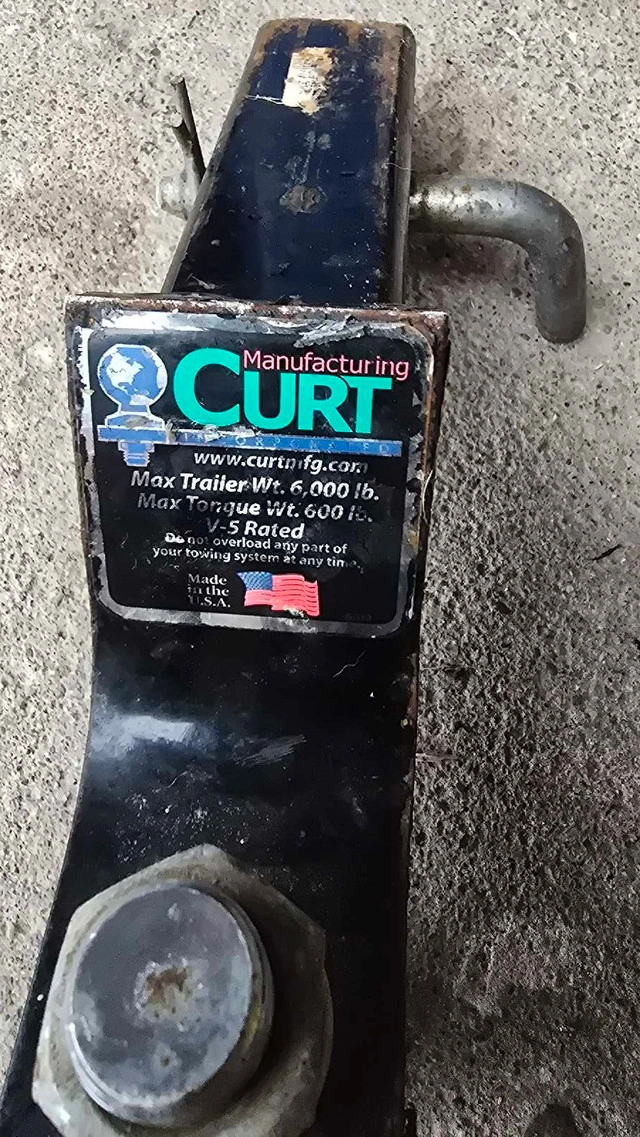 Manufacturing
CURT
INCORPORATED
www.curtmfg.com
Max Trailer Wt. 6,000 lb.
Max Tongue Wt. 600 lb.
V-5 Rated
Do not overload any part of
your towing system at any time.
Made
in the
U.S.A.